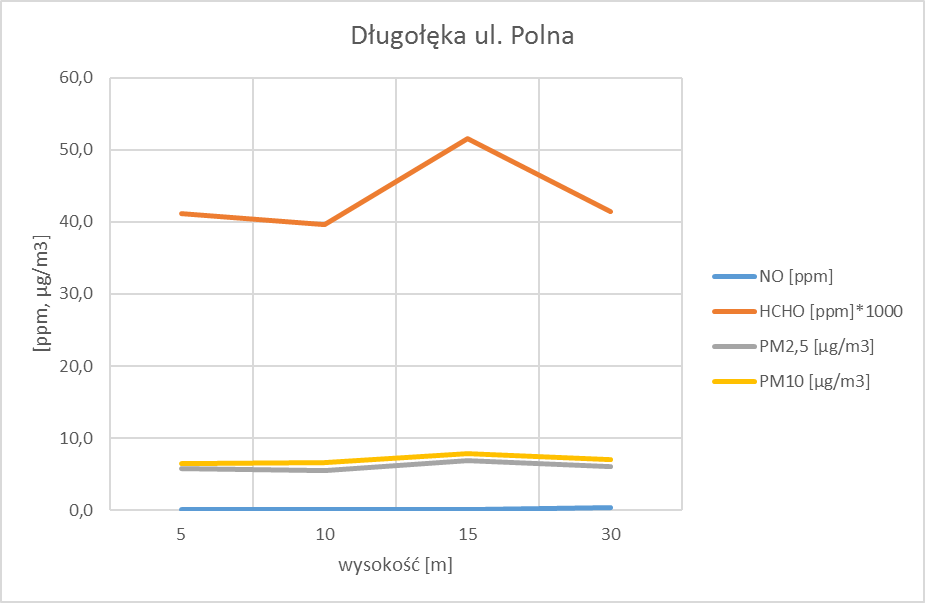 Długołęka ul. Polna
60,0
50,0
40,0
30,0
20,0
10,0
0,0
[ppm, µg/m3]
5 10 15 30
wysokość [m]
NO [ppm]
HCHO [ppm]*1000
PM2,5 [µg/m3]
PM10 [µg/m3]